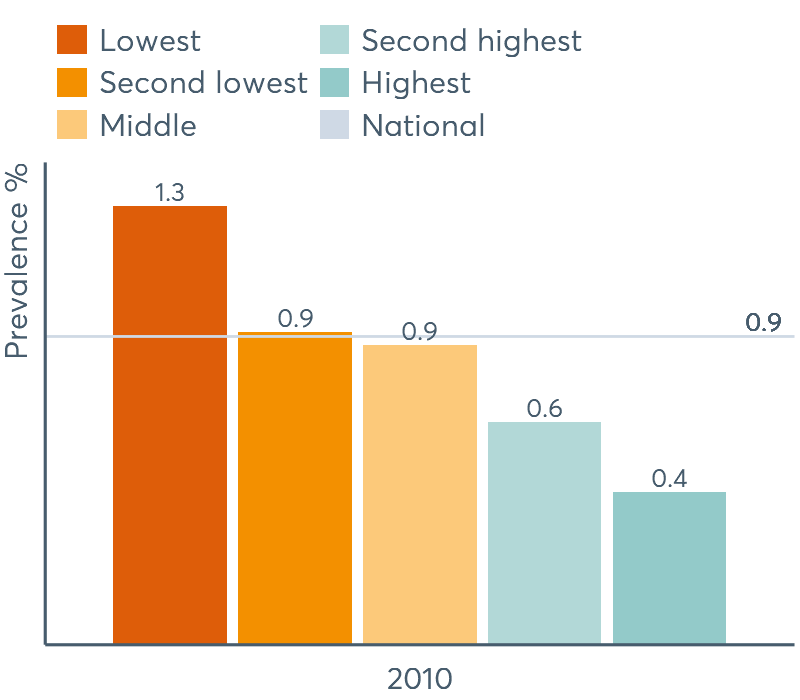 Lowest
Second lowest
Middle
Second highest
Highest
National
Prevalence %
1.3
0.9
0.9
0.6
0.4
0.9
2010